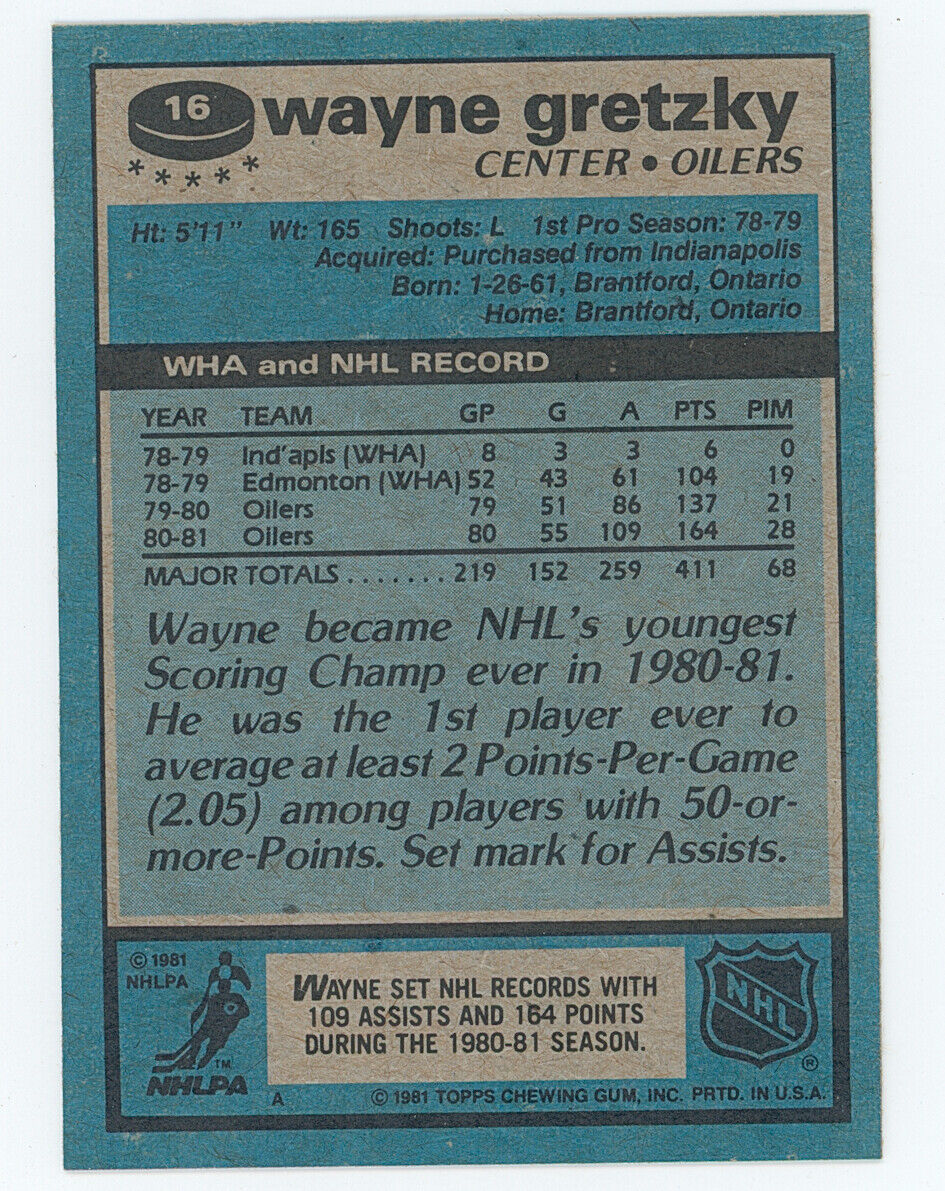 16
wayne gretzky
* * * * *
CENTER • OILERS
Ht: 5'11" Wt: 165 Shoots: L 1st Pro Season: 78-79
Acquired: Purchased from Indianapolis
Born: 1-26-61, Brantford, Ontario
Home: Brantford, Ontario
WHA and NHL RECORD
YEAR TEAM GP G A PTS PIM
78-79 Ind'apls (WHA) 8 3 3 6 0
78-79 Edmonton (WHA) 52 43 61 104 19
79-80 Oilers 79 51 86 137 21
80-81 Oilers 80 55 109 164 28
MAJOR TOTALS ....... 219 152 259 411 68
Wayne became NHL's youngest
Scoring Champ ever in 1980-81.
He was the 1st player ever to
average at least 2 Points-Per-Game
(2.05) among players with 50-or-
more-Points. Set mark for Assists.
© 1981
NHLPA
TM
NHLPA
WAYNE SET NHL RECORDS WITH
109 ASSISTS AND 164 POINTS
DURING THE 1980-81 SEASON.
NHL
®
A © 1981 TOPPS CHEWING GUM, INC. PRTD. IN U.S.A.